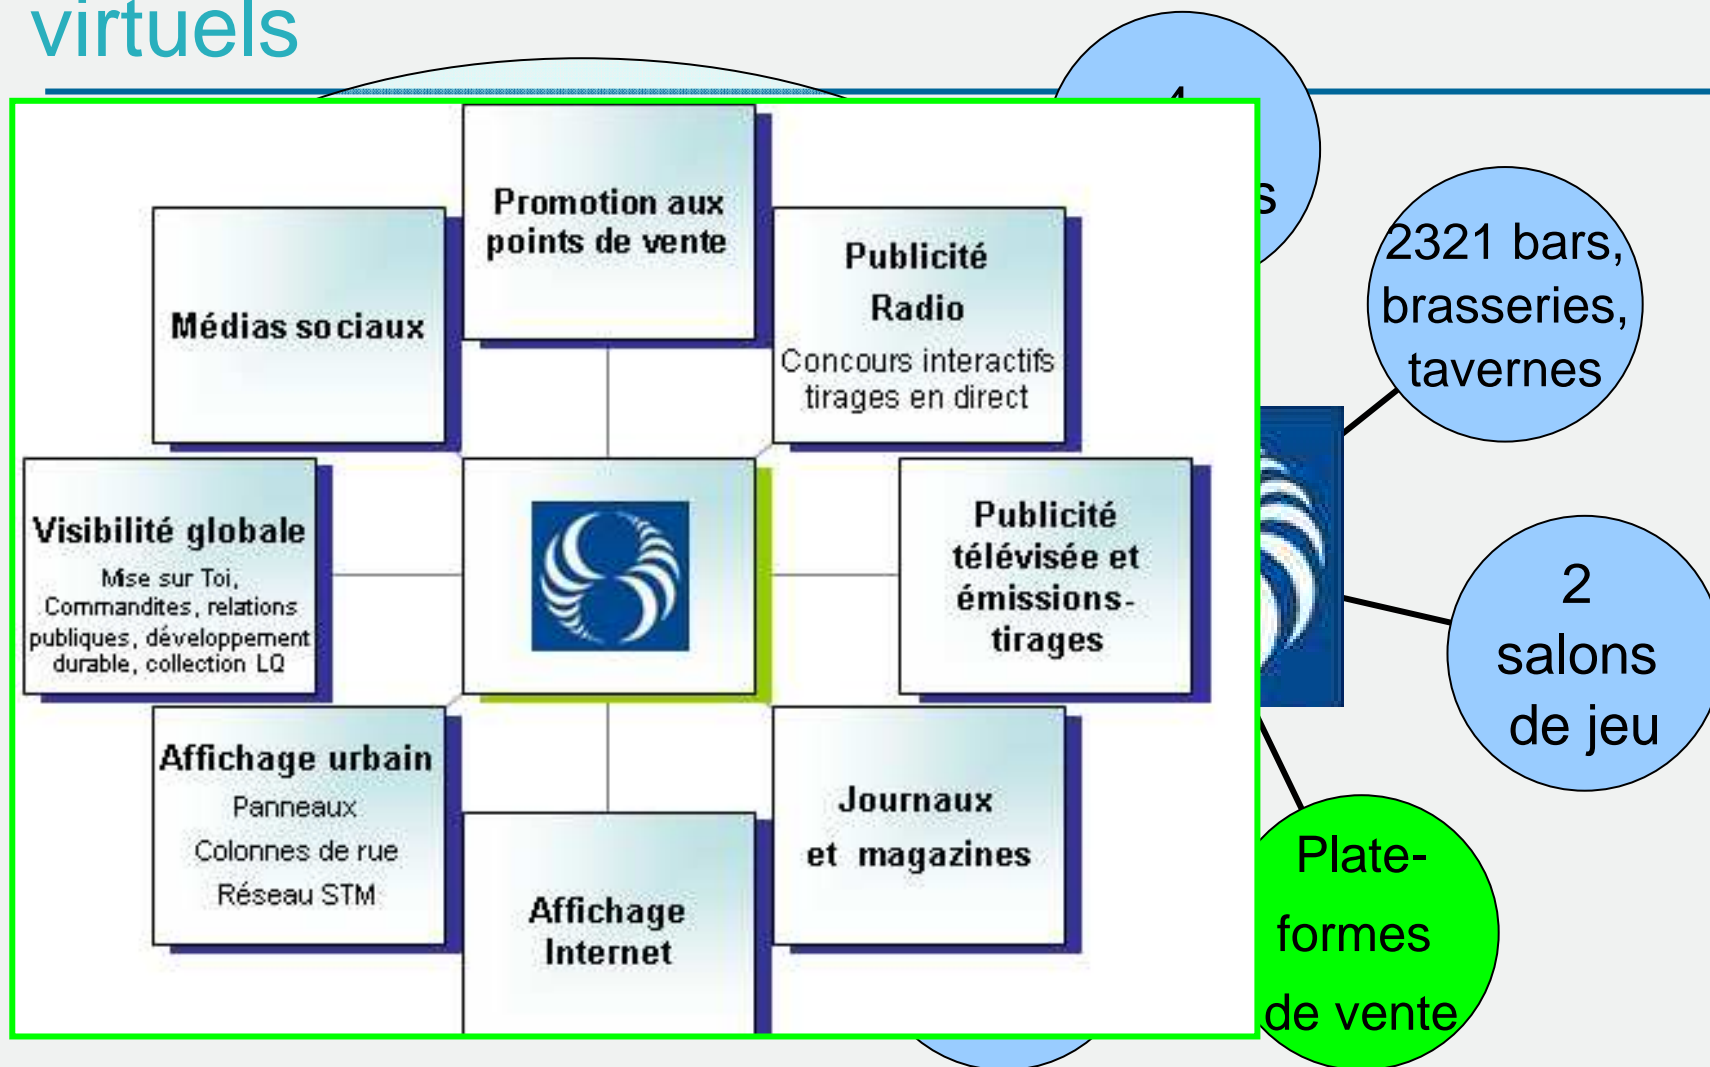 virtuels
Promotion aux
points de vente
Médias sociaux
Publicité
Radio
Concours interactifs
tirages en direct
Visibilité globale
Mise sur Toi,
Commandites, relations
publiques, développement
durable, collection LQ
Publicité
télévisée et
émissions-
tirages
Affichage urbain
Panneaux
Colonnes de rue
Réseau STM
Affichage
Internet
Journaux
et magazines
2321 bars,
brasseries,
tavernes
2
salons
de jeu
Plate-
formes
de vente